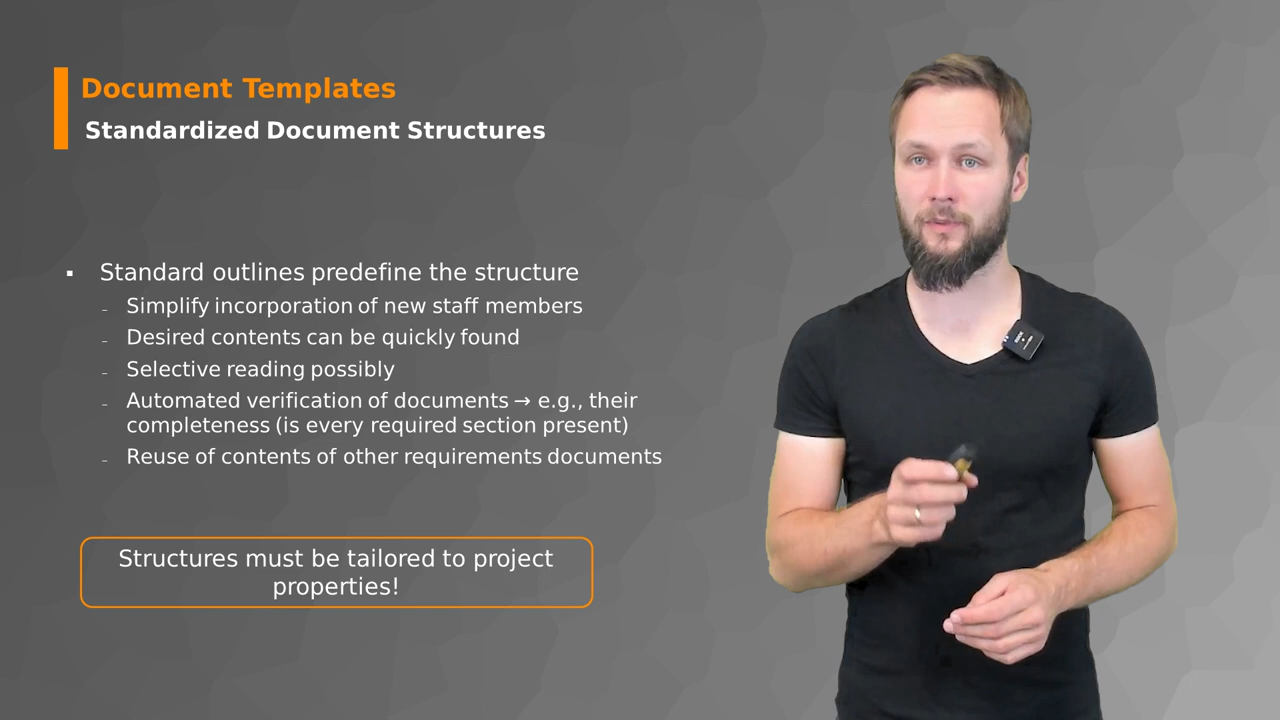 Document Templates
Standardized Document Structures
▪ Standard outlines predefine the structure
– Simplify incorporation of new staff members
– Desired contents can be quickly found
– Selective reading possibly
– Automated verification of documents → e.g., their
completeness (is every required section present)
– Reuse of contents of other requirements documents
Structures must be tailored to project
properties!